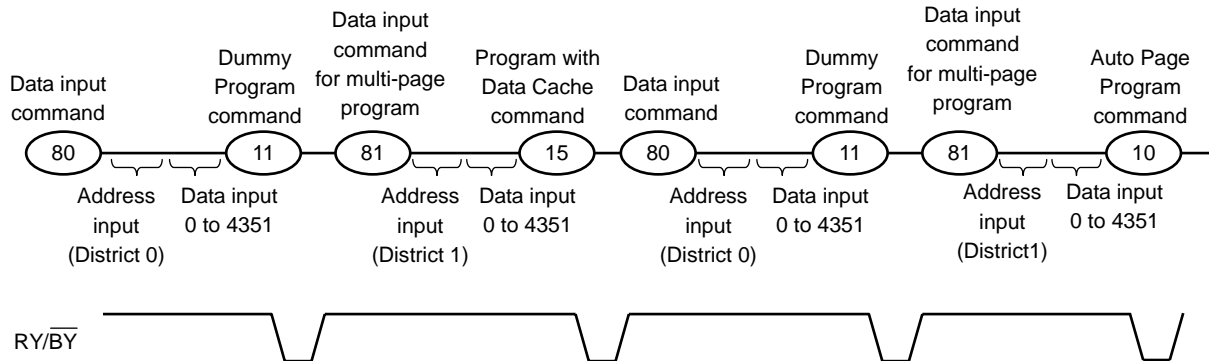 Data input
command
80
Address
input
(District 0)
Data input
0 to 4351
Dummy
Program
command
11
Data input
command
for multi-page
program
81
Address
input
(District 1)
Data input
0 to 4351
Program with
Data Cache
command
15
Data input
command
80
Address
input
(District 0)
Data input
0 to 4351
Dummy
Program
command
11
Data input
command
for multi-page
program
81
Address
input
(District1)
Data input
0 to 4351
Auto Page
Program
command
10
RY/BY